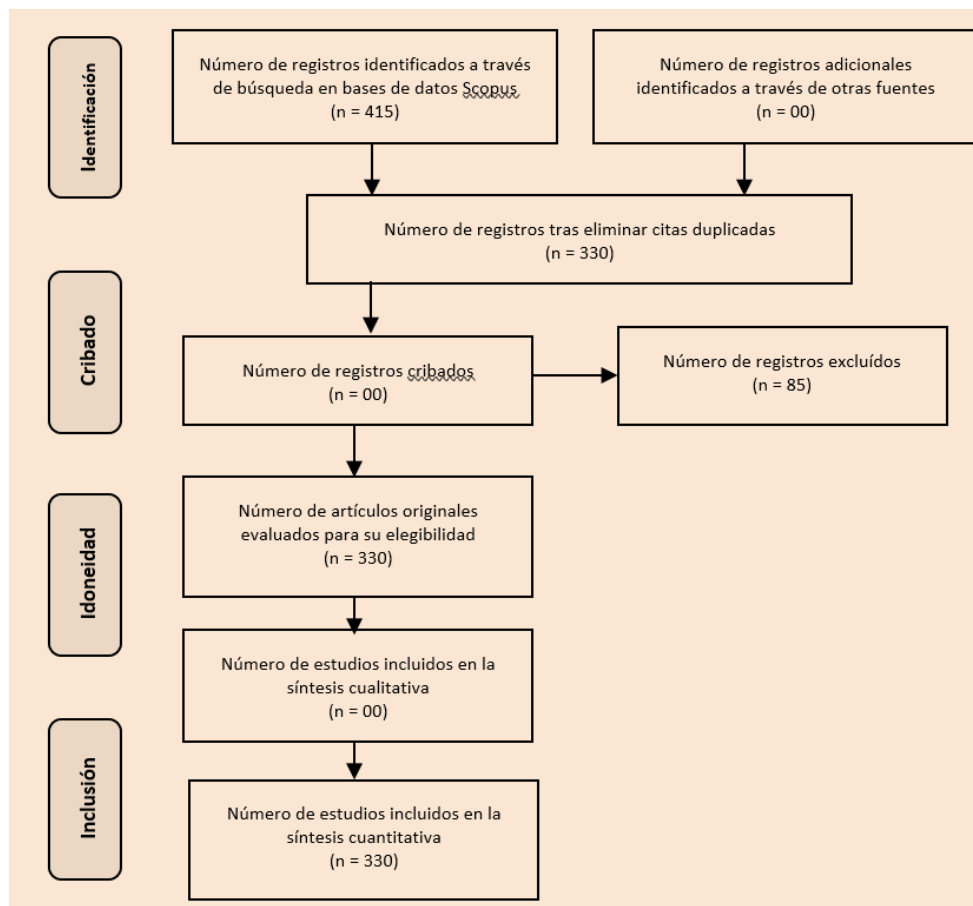 Identificación
Número de registros identificados a través
de búsqueda en bases de datos Scopus
(n = 415)
Número de registros adicionales
identificados a través de otras fuentes
(n = 00)
Número de registros tras eliminar citas duplicadas
(n = 330)
Cribado
Número de registros cribados
(n = 00)
Número de registros excluídos
(n = 85)
Idoneidad
Número de artículos originales
evaluados para su elegibilidad
(n = 330)
Número de estudios incluidos en la
síntesis cualitativa
(n = 00)
Inclusión
Número de estudios incluidos en la
síntesis cuantitativa
(n = 330)